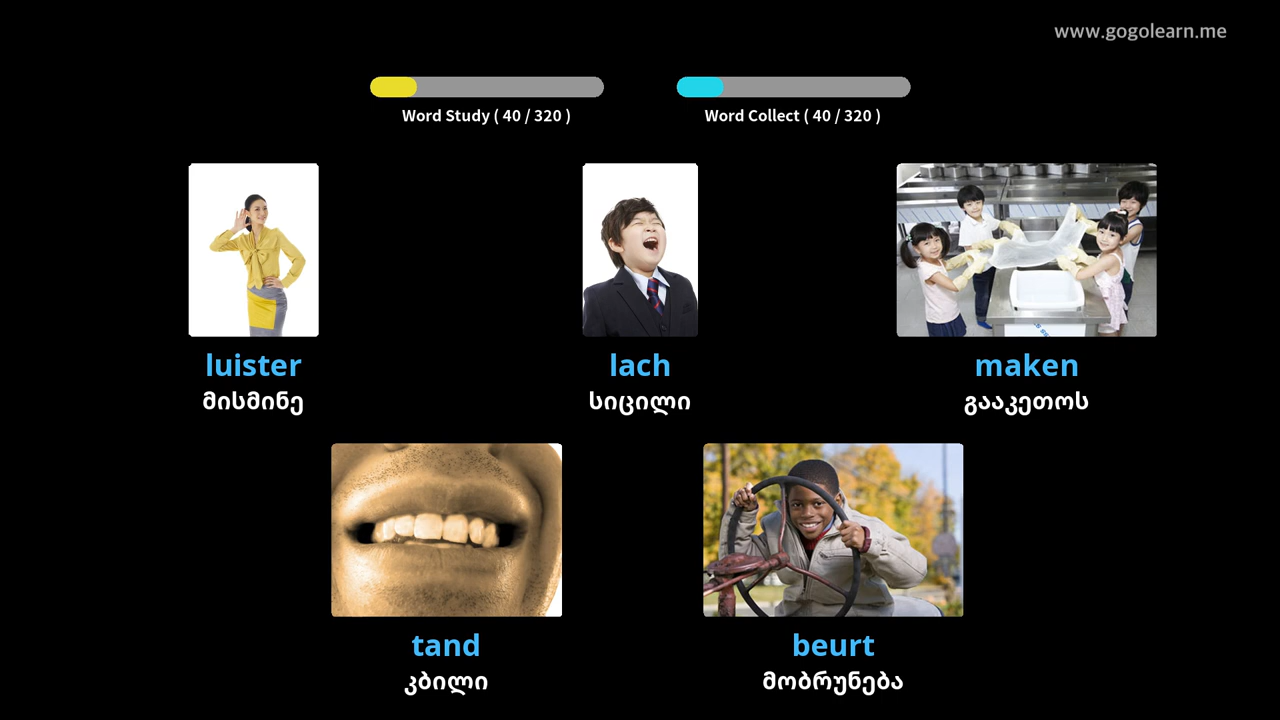 www.gogolearn.me
Word Study ( 40 / 320 )
Word Collect ( 40 / 320 )
luister
მისმინე
lach
სიცილი
maken
გააკეთოს
tand
კბილი
beurt
მობრუნება